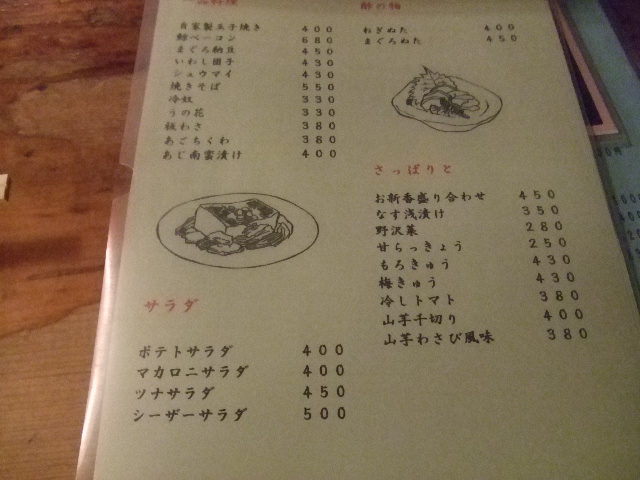 一品料理
自家製玉子焼き 400
鯨ベーコン 680
まぐろ納豆 450
いわし団子 430
シュウマイ 430
焼きそば 550
冷奴 330
うの花 330
板わさ 380
あごちくわ 380
あじ南蛮漬け 400
サラダ
ポテトサラダ 400
マカロニサラダ 400
ツナサラダ 450
シーザーサラダ 500
酢の物
ねぎぬた 400
まぐろぬた 450
さっぱりと
お新香盛り合わせ 450
なす浅漬け 350
野沢菜 280
甘らっきょう 250
もろきゅう 430
梅きゅう 430
冷しトマト 380
山芋千切り 400
山芋わさび風味 380